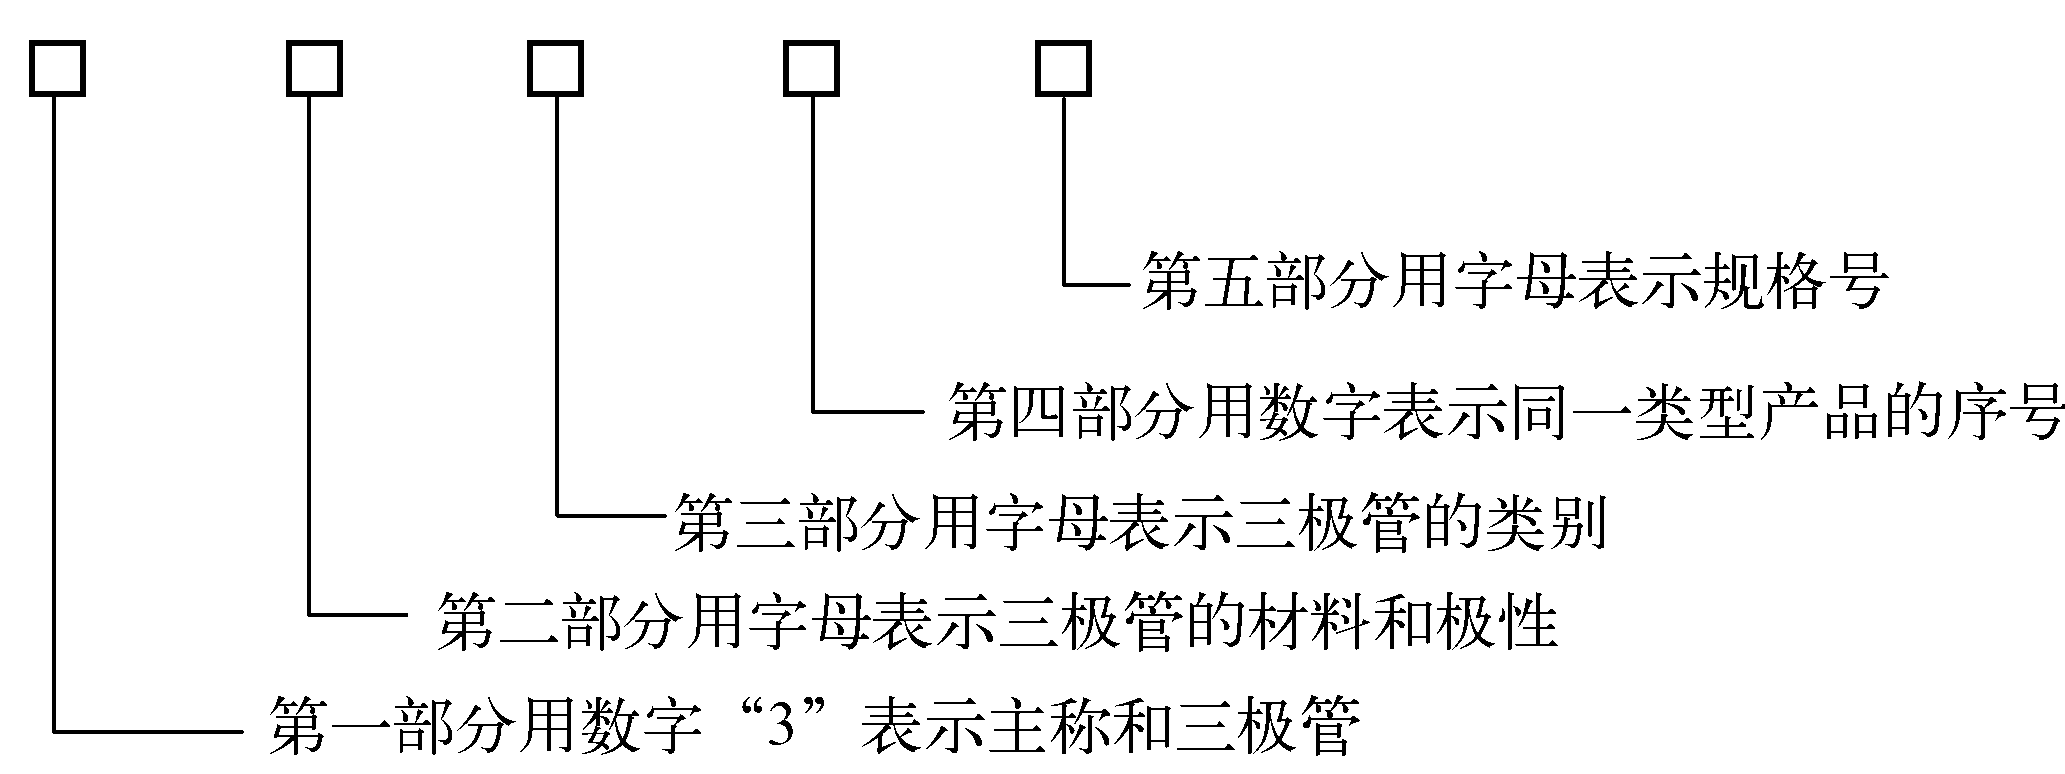 第五部分用字母表示规格号
第四部分用数字表示同一类型产品的序号
第三部分用字母表示三极管的类别
第二部分用字母表示三极管的材料和极性
第一部分用数字“3”表示主称和三极管